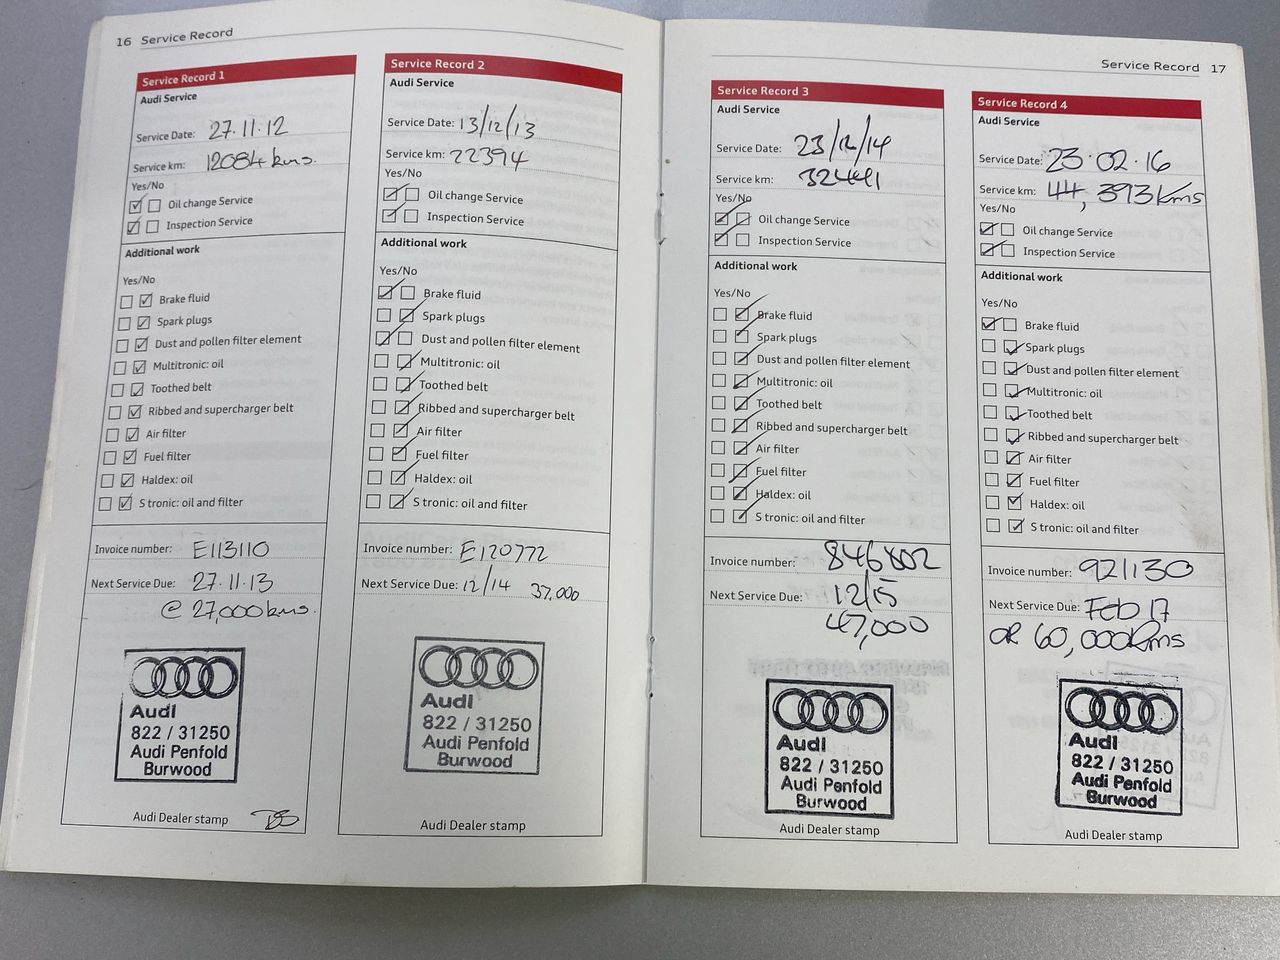 16 Service Record
Service Record 1
Audi Service
Service Date: 27.11.12
Service km: 12084 kms.
Yes/No
Oil change Service
Inspection Service
Additional work
Yes/No
Brake fluid
Spark plugs
Dust and pollen filter element
Multitronic: oil
Toothed belt
Ribbed and supercharger belt
Air filter
Fuel filter
Haldex: oil
S tronic: oil and filter
Invoice number: E113110
Next Service Due: 27.11.13
@ 27,000 kms.
Audi
822 / 31250
Audi Penfold
Burwood
Audi Dealer stamp
Service Record 2
Audi Service
Service Date: 13/12/13
Service km: 22394
Yes/No
Oil change Service
Inspection Service
Additional work
Yes/No
Brake fluid
Spark plugs
Dust and pollen filter element
Multitronic: oil
Toothed belt
Ribbed and supercharger belt
Air filter
Fuel filter
Haldex: oil
S tronic: oil and filter
Invoice number: E120772
Next Service Due: 12/14 37,000
Audi
822 / 31250
Audi Penfold
Burwood
Audi Dealer stamp
Service Record 17
Service Record 3
Audi Service
Service Date: 23/12/14
Service km: 32441
Yes/No
Oil change Service
Inspection Service
Additional work
Yes/No
Brake fluid
Spark plugs
Dust and pollen filter element
Multitronic: oil
Toothed belt
Ribbed and supercharger belt
Air filter
Fuel filter
Haldex: oil
S tronic: oil and filter
Invoice number: 846802
Next Service Due: 12/15
47,000
Audi
822 / 31250
Audi Penfold
Burwood
Audi Dealer stamp
Service Record 4
Audi Service
Service Date: 23.02.16
Service km: 44,393kms
Yes/No
Oil change Service
Inspection Service
Additional work
Yes/No
Brake fluid
Spark plugs
Dust and pollen filter element
Multitronic: oil
Toothed belt
Ribbed and supercharger belt
Air filter
Fuel filter
Haldex: oil
S tronic: oil and filter
Invoice number: 921130
Next Service Due: Feb 17
OR 60,000kms
Audi
822 / 31250
Audi Penfold
Burwood
Audi Dealer stamp